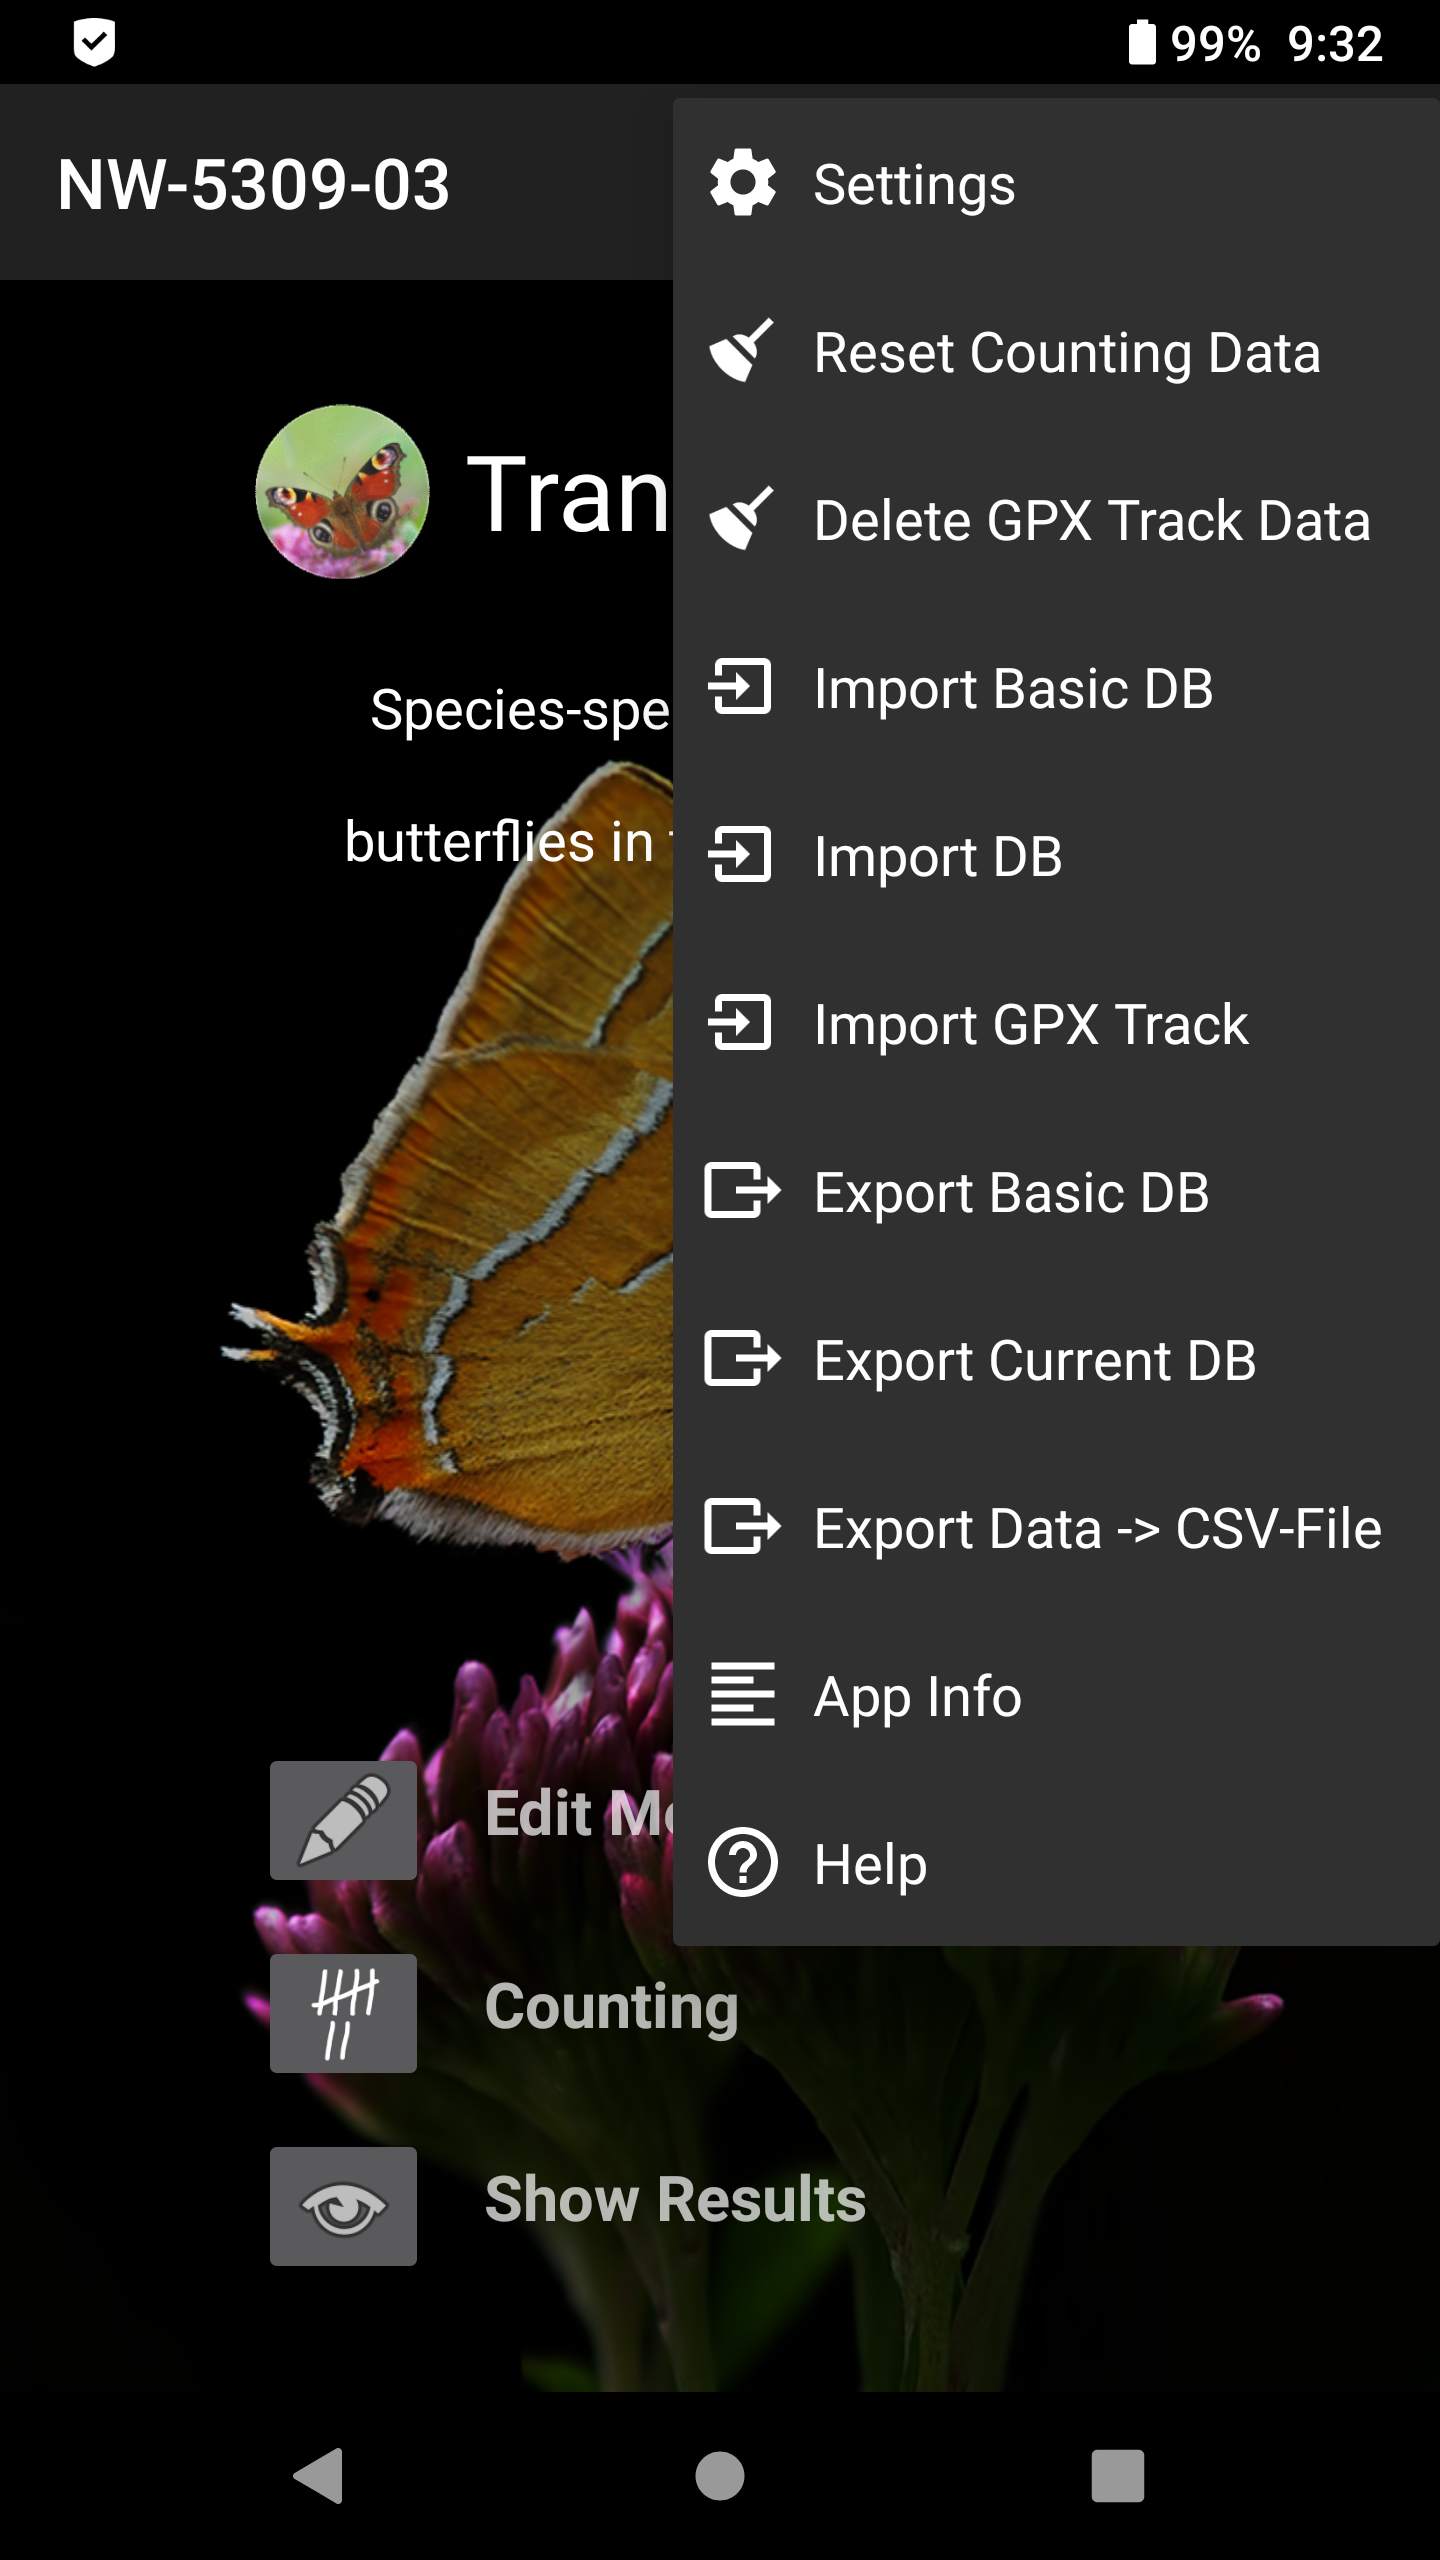 99% 9:32
NW-5309-03
Settings
Reset Counting Data
Delete GPX Track Data
Import Basic DB
Import DB
Import GPX Track
Export Basic DB
Export Current DB
Export Data -> CSV-File
App Info
Help
Tran
Species-spe
butterflies in
Edit
Counting
Show Results